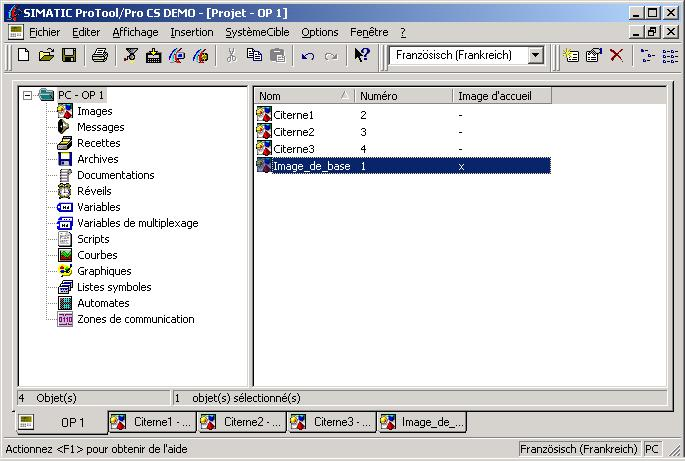 SIMATIC ProTool/Pro CS DEMO - [Projet - OP 1]
Fichier Editer Affichage Insertion SystèmeCible Options Fenêtre ?
Französisch (Frankreich)
PC - OP 1
Images
Messages
Recettes
Archives
Documentations
Réveils
Variables
Variables de multiplexage
Scripts
Courbes
Graphiques
Listes symboles
Automates
Zones de communication
Nom Numéro Image d'accueil
Citerne1 2 -
Citerne2 3 -
Citerne3 4 -
Image_de_base 1 x
4 Objet(s) 1 objet(s) sélectionné(s)
OP 1 Citerne1 - ... Citerne2 - ... Citerne3 - ... Image_de_...
Actionnez <F1> pour obtenir de l'aide Französisch (Frankreich) PC